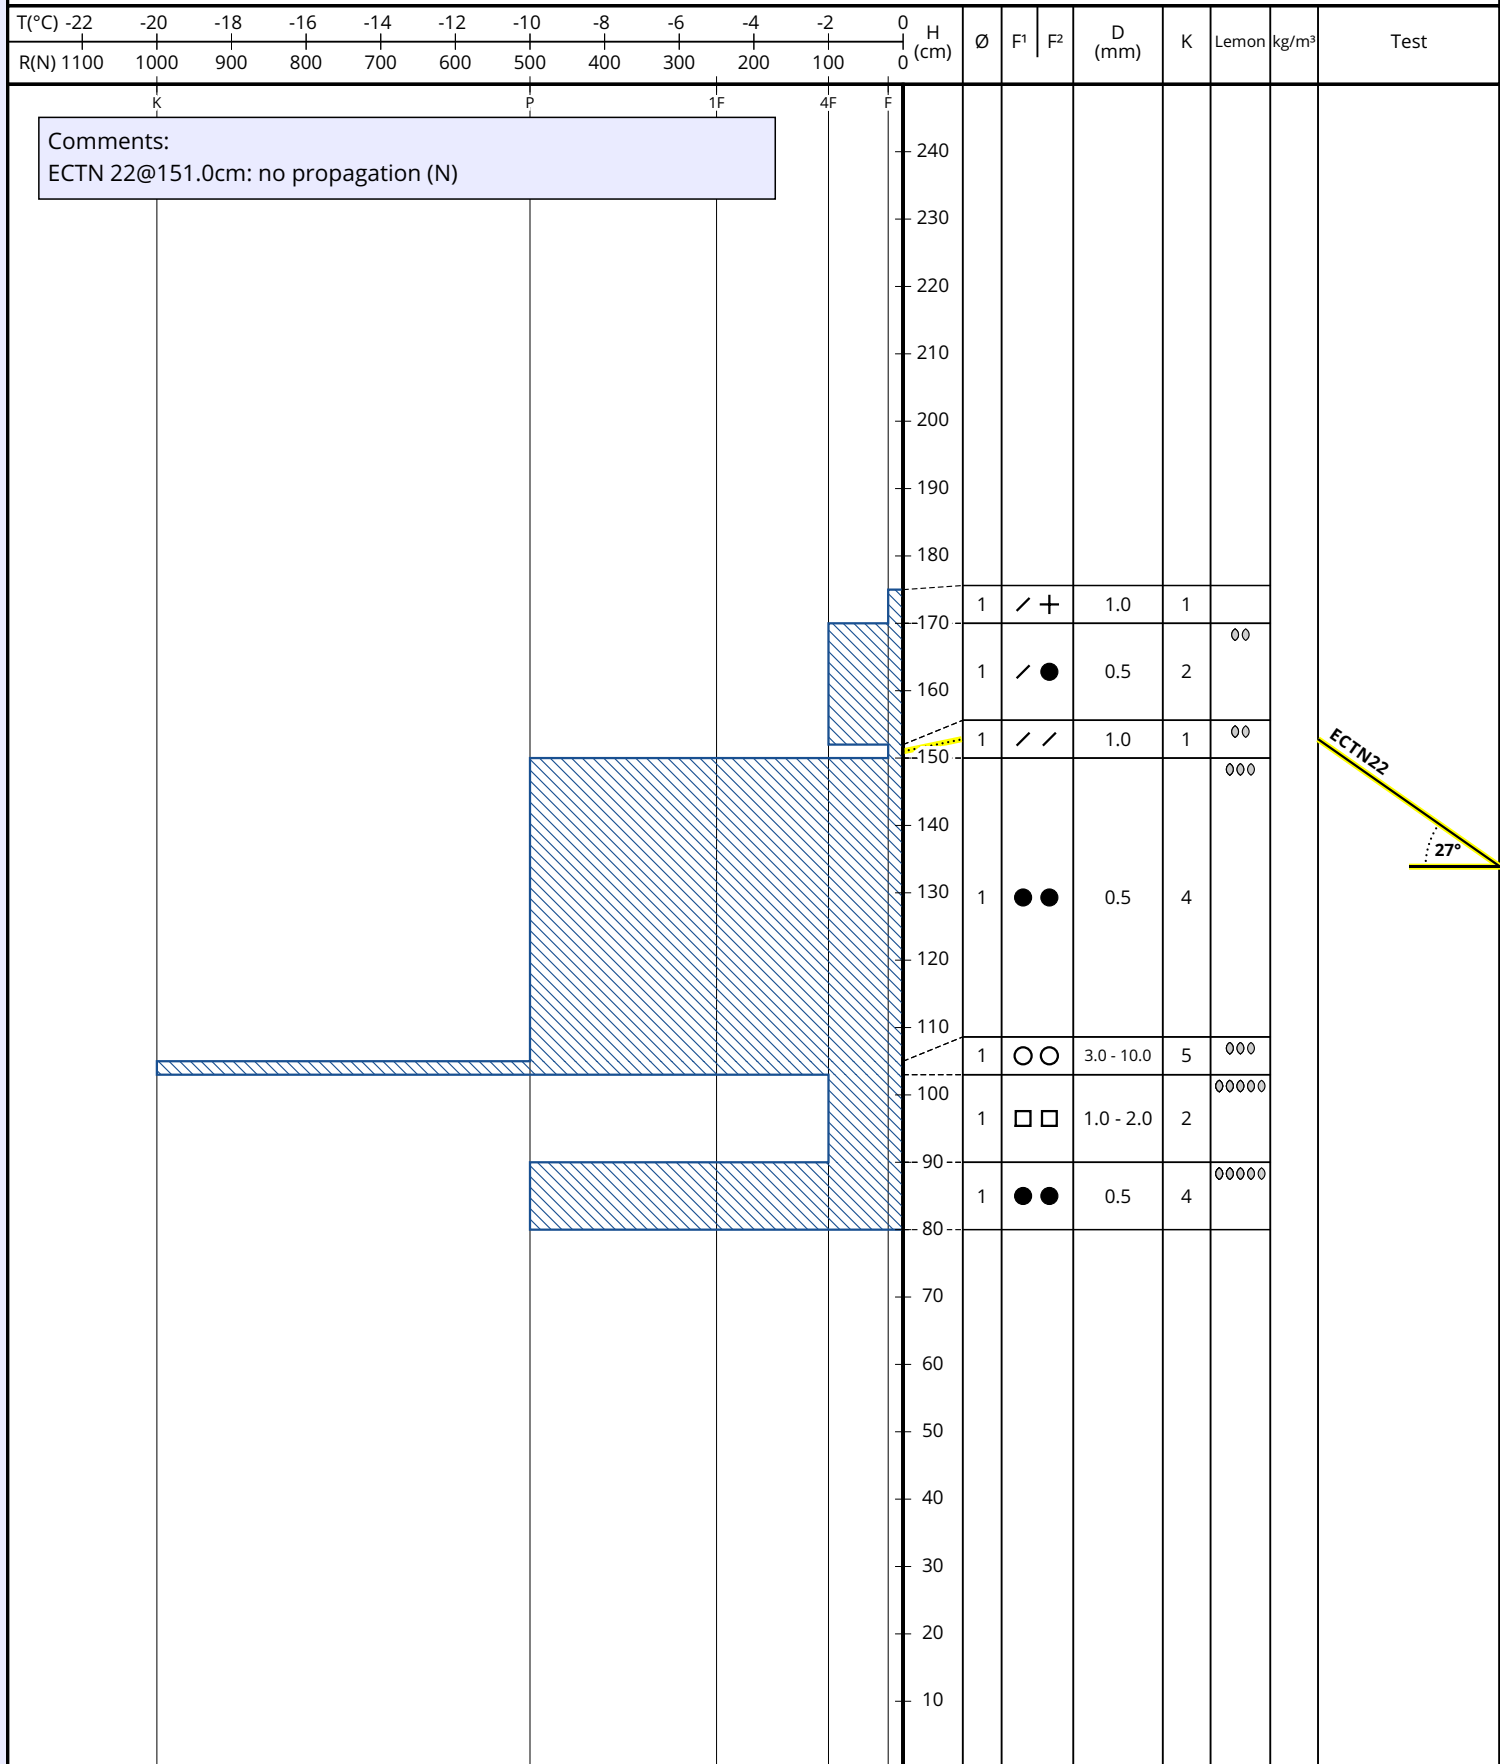 T(°C) -22 -20 -18 -16 -14 -12 -10 -8 -6 -4 -2 0
R(N) 1100 1000 900 800 700 600 500 400 300 200 100 0
H (cm) Ø F¹ F² D (mm) K Lemon kg/m³ Test
K P 1F 4F F
Comments:
ECTN 22@151.0cm: no propagation (N)
240
230
220
210
200
190
180
1 1.0 1
170
1 0.5 2
160
1 1.0 1
150
ECTN22
140
27°
130
1 0.5 4
120
110
1 3.0 - 10.0 5
100
1 1.0 - 2.0 2
90
1 0.5 4
80
70
60
50
40
30
20
10